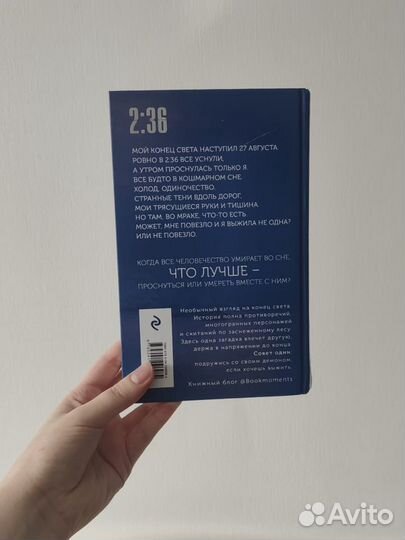 2:36
МОЙ КОНЕЦ СВЕТА НАСТУПИЛ 27 АВГУСТА
РОВНО В 2:36 ВСЕ УСНУЛИ,
А УТРОМ ПРОСНУЛАСЬ ТОЛЬКО Я.
ВСЕ БУДТО В КОШМАРНОМ СНЕ.
ХОЛОД, ОДИНОЧЕСТВО.
СТРАННЫЕ ТЕНИ ВДОЛЬ ДОРОГ,
МОИ ТРЯСУЩИЕСЯ РУКИ И ТИШИНА.
НО ТАМ, ВО МРАКЕ, ЧТО-ТО ЕСТЬ
МОЖЕТ, МНЕ ПОВЕЗЛО И Я ВЫЖИЛА НЕ ОДНА?
ИЛИ НЕ ПОВЕЗЛО.
КОГДА ВСЕ ЧЕЛОВЕЧЕСТВО УМИРАЕТ ВО СНЕ,
ЧТО ЛУЧШЕ –
ПРОСНУТЬСЯ ИЛИ УМЕРЕТЬ ВМЕСТЕ С НИМ?
Необычный взгляд на конец света.
История полна противоречий,
многогранных персонажей
и скитаний по заснеженному лесу
Здесь одна загадка влечет другую,
держа в напряжении до конца
Совет один:
подружись со своим демоном,
если хочешь выжить.
Книжный блог @Bookmoments
Avito